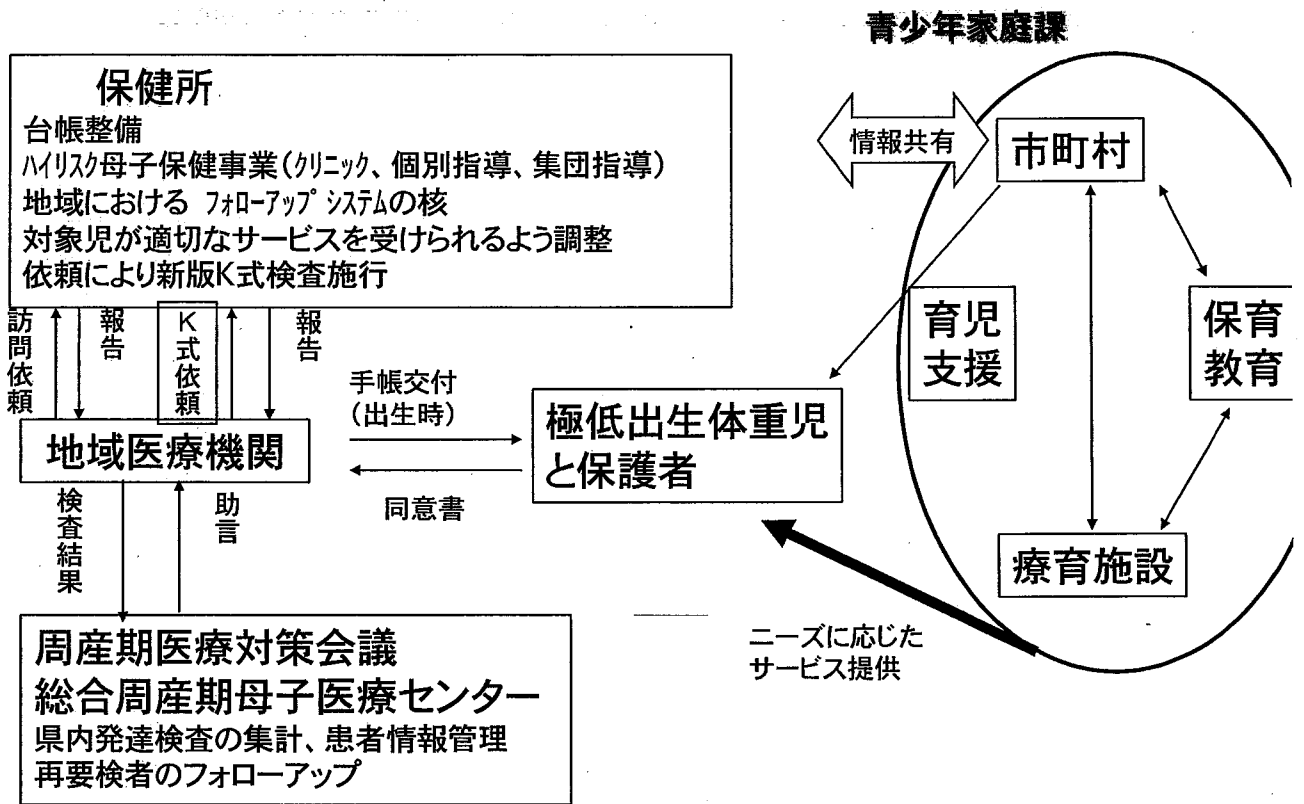 青少年家庭課
保健所
台帳整備
ﾊｲﾘｽｸ母子保健事業(ｸﾘﾆｯｸ、個別指導、集団指導)
地域における ﾌｫﾛｰｱｯﾌﾟｼｽﾃﾑの核
対象児が適切なサービスを受けられるよう調整
依頼により新版K式検査施行
情報共有
市町村
育児
支援
保育
教育
療育施設
訪問依頼
報告
K式依頼
報告
手帳交付
(出生時)
極低出生体重児
と保護者
地域医療機関
同意書
検査結果
助言
ニーズに応じた
サービス提供
周産期医療対策会議
総合周産期母子医療センター
県内発達検査の集計、患者情報管理
再要検者のフォローアップ